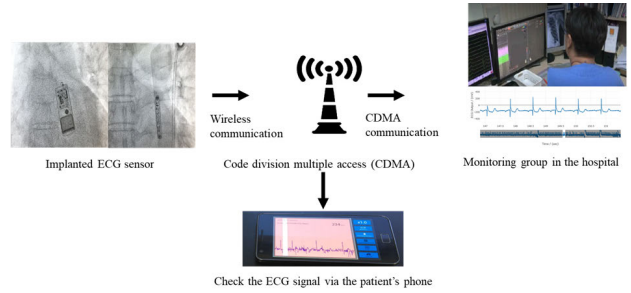 Wireless
communication
CDMA
communication
Implanted ECG sensor
Code division multiple access (CDMA)
Monitoring group in the hospital
Check the ECG signal via the patient's phone